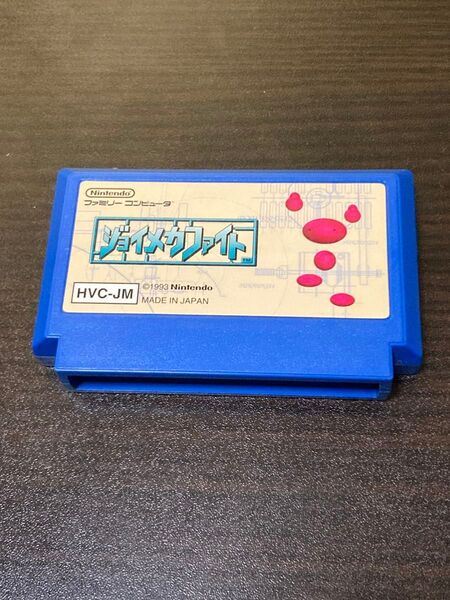 Nintendo
ファミリー コンピュータ
ジョイメカファイト
TM
HVC-JM
©1993 Nintendo
MADE IN JAPAN